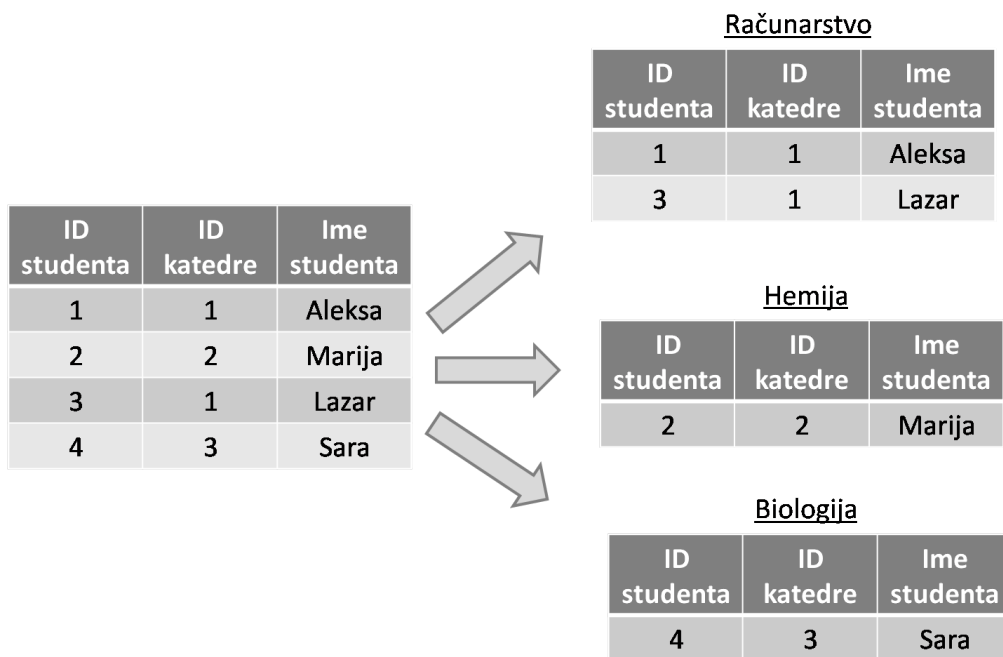 ID studenta ID katedre Ime studenta
1 1 Aleksa
2 2 Marija
3 1 Lazar
4 3 Sara
Računarstvo
ID studenta ID katedre Ime studenta
1 1 Aleksa
3 1 Lazar
Hemija
ID studenta ID katedre Ime studenta
2 2 Marija
Biologija
ID studenta ID katedre Ime studenta
4 3 Sara